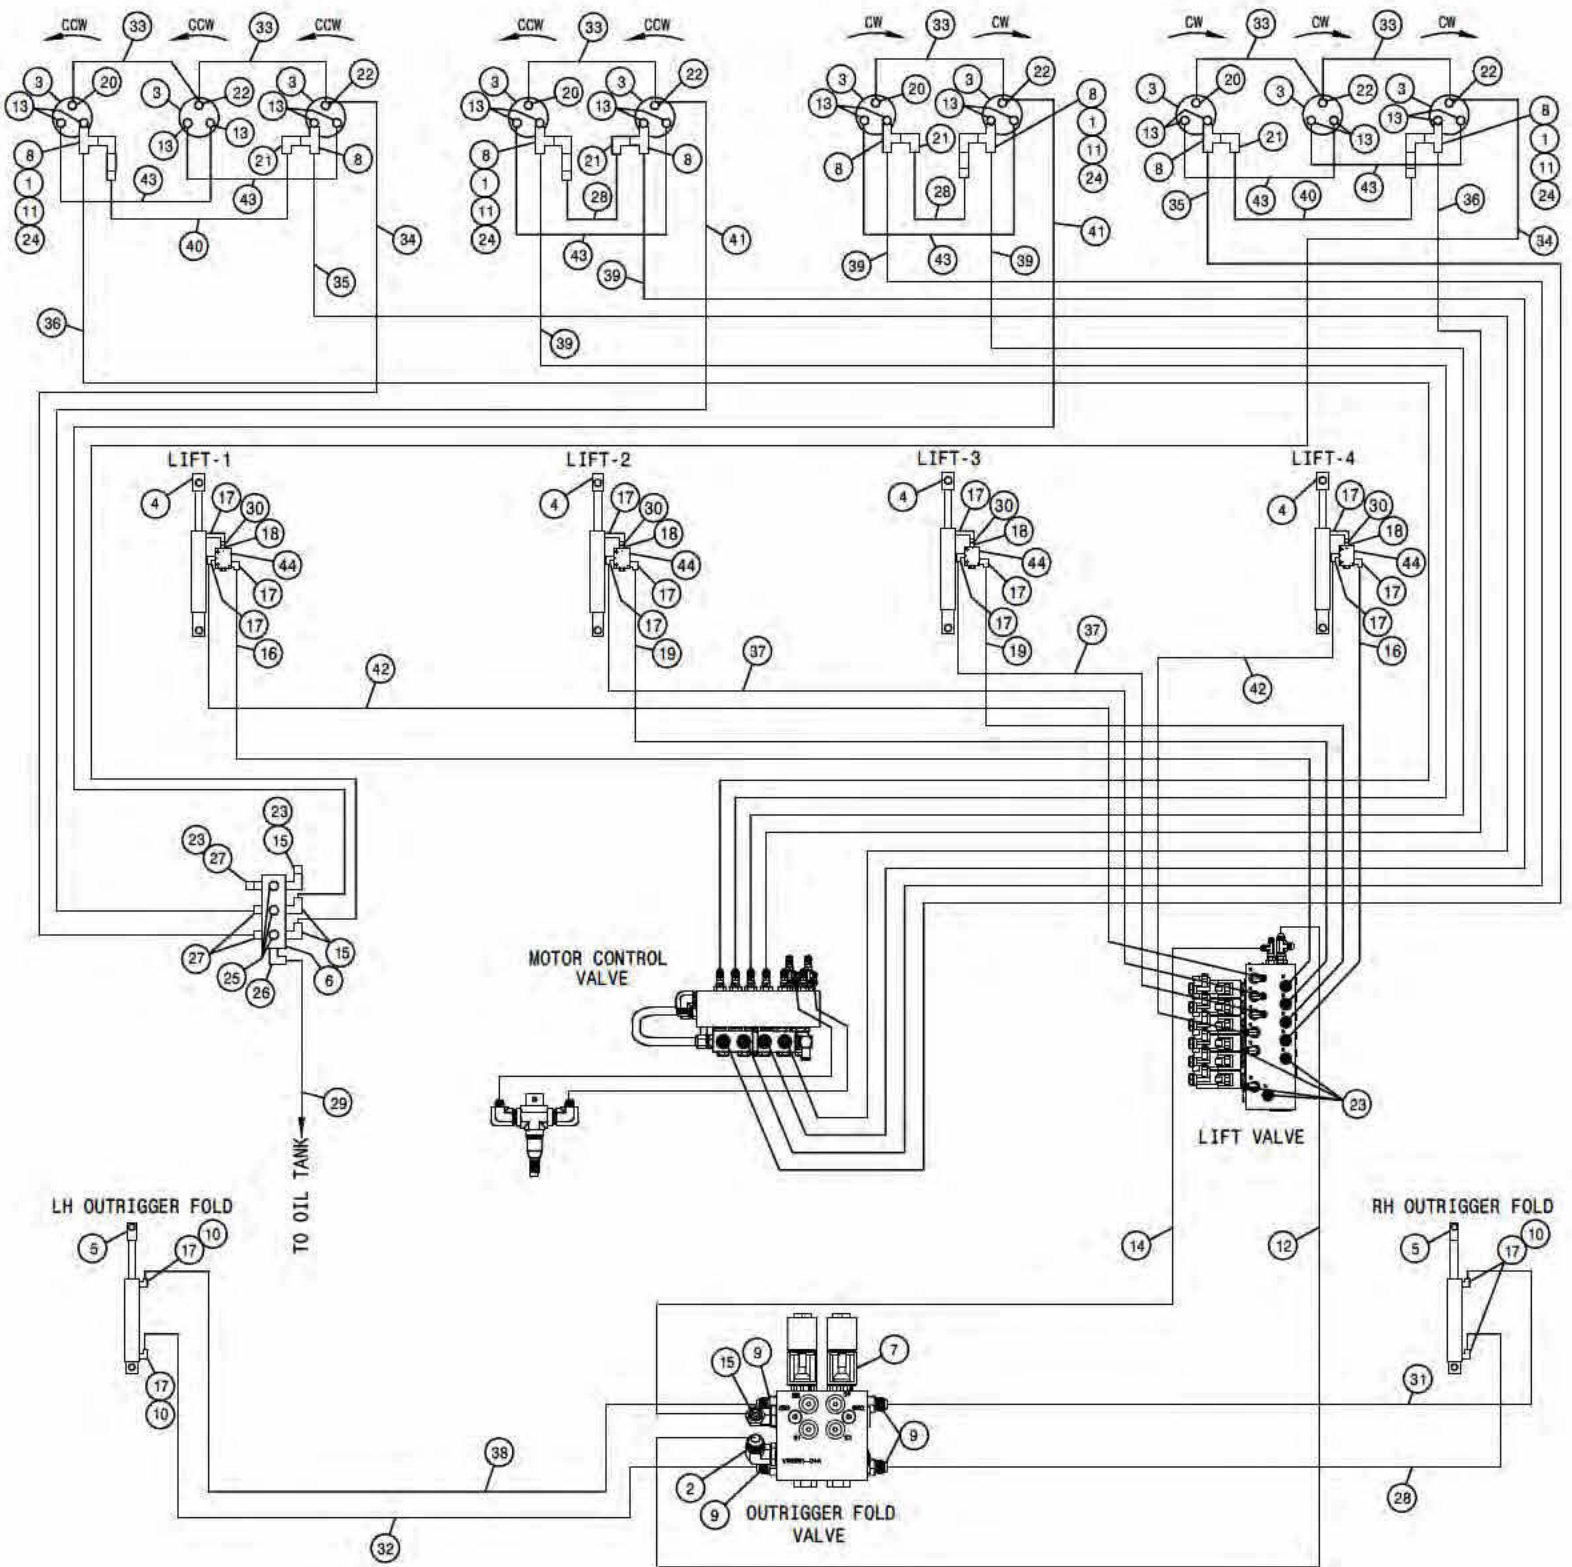 CCW 33 CCW 33 CCW CCW 33 CCW CW 33 CW CW 33 CW 33 CW
3 20 3 22 3 22 3 20 3 22 3 20 3 22 3 20 3 22 3 22
13 13 13 13 13 13 13 13 13 13 13
8 21 8 8 21 8 8 21 8 8 21 8
1 43 43 1 28 28 1 43 40 43 1
11 11 11 11
24 40 34 24 43 41 43 41 24 35 36 24
35 39 39 39 34
36 39
LIFT-1 LIFT-2 LIFT-3 LIFT-4
4 17 30 4 17 30 4 17 30 4 17 30
18 18 18 18
44 44 44 44
17 17 17 17
17 17 17 17
16 19 19 16
42 37 37 42
23 23
27 15
27 25 26 6 15
MOTOR CONTROL
VALVE
29
TO OIL TANK
23
LIFT VALVE
LH OUTRIGGER FOLD
5 17 10
17
10
14 12
RH OUTRIGGER FOLD
5 17 10
15 9 7
31
9
38 2 28
9
OUTRIGGER FOLD
VALVE
32